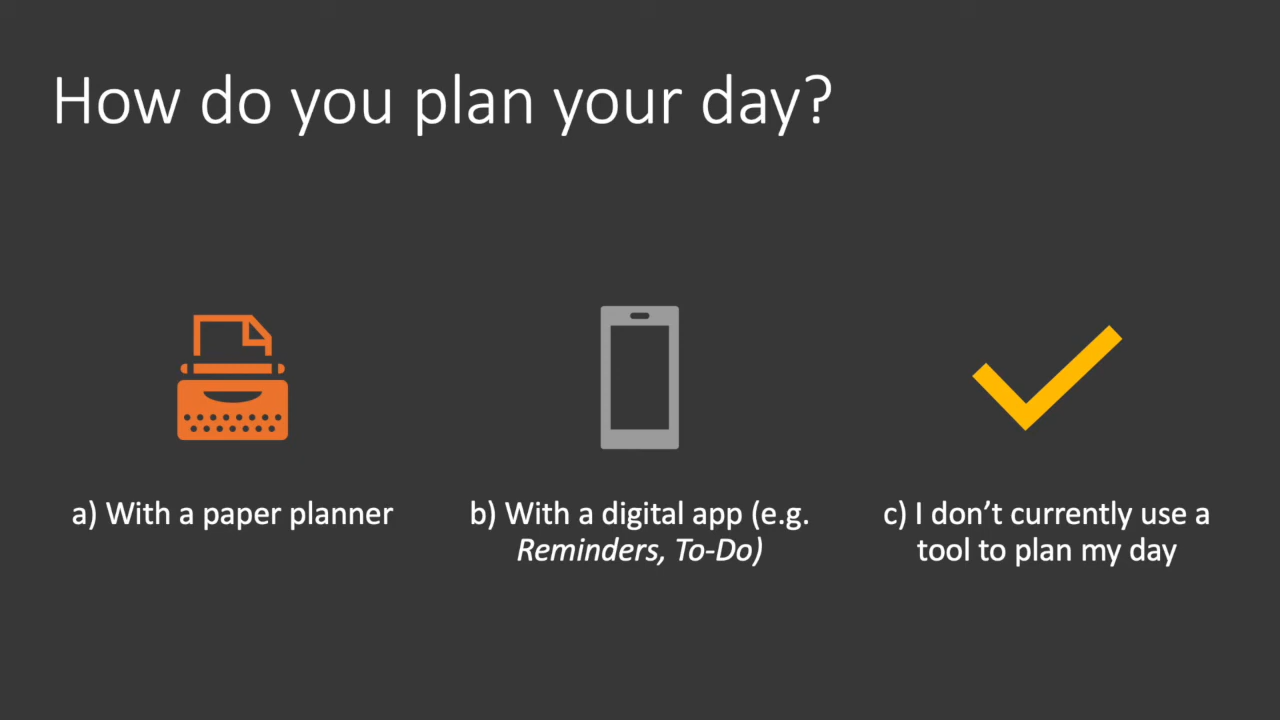 How do you plan your day?
a) With a paper planner
b) With a digital app (e.g.
Reminders, To-Do)
c) I don’t currently use a
tool to plan my day